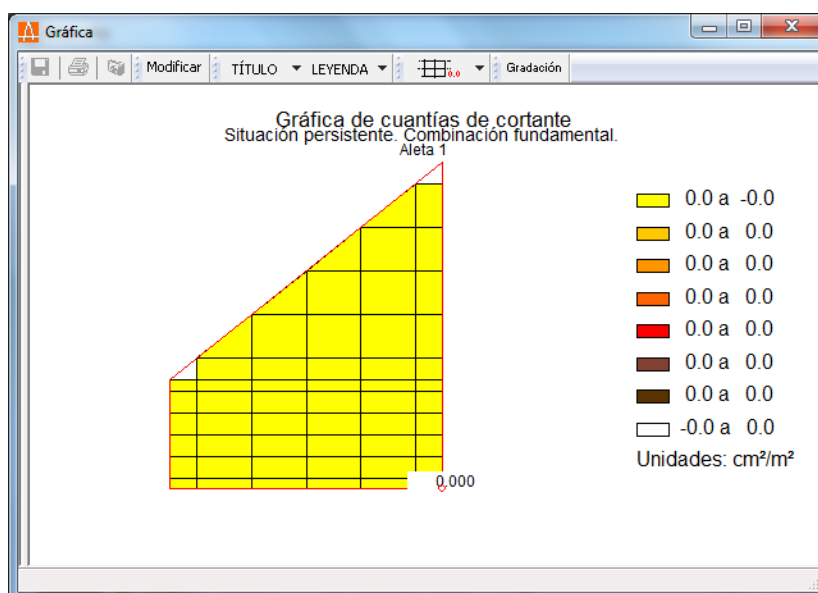 Gráfica
Modificar TÍTULO LEYENDA 0.0 Gradación
Gráfica de cuantías de cortante
Situación persistente. Combinación fundamental.
Aleta 1
0.0 a -0.0
0.0 a 0.0
0.0 a 0.0
0.0 a 0.0
0.0 a 0.0
0.0 a 0.0
0.0 a 0.0
-0.0 a 0.0
Unidades: cm²/m²
0.000